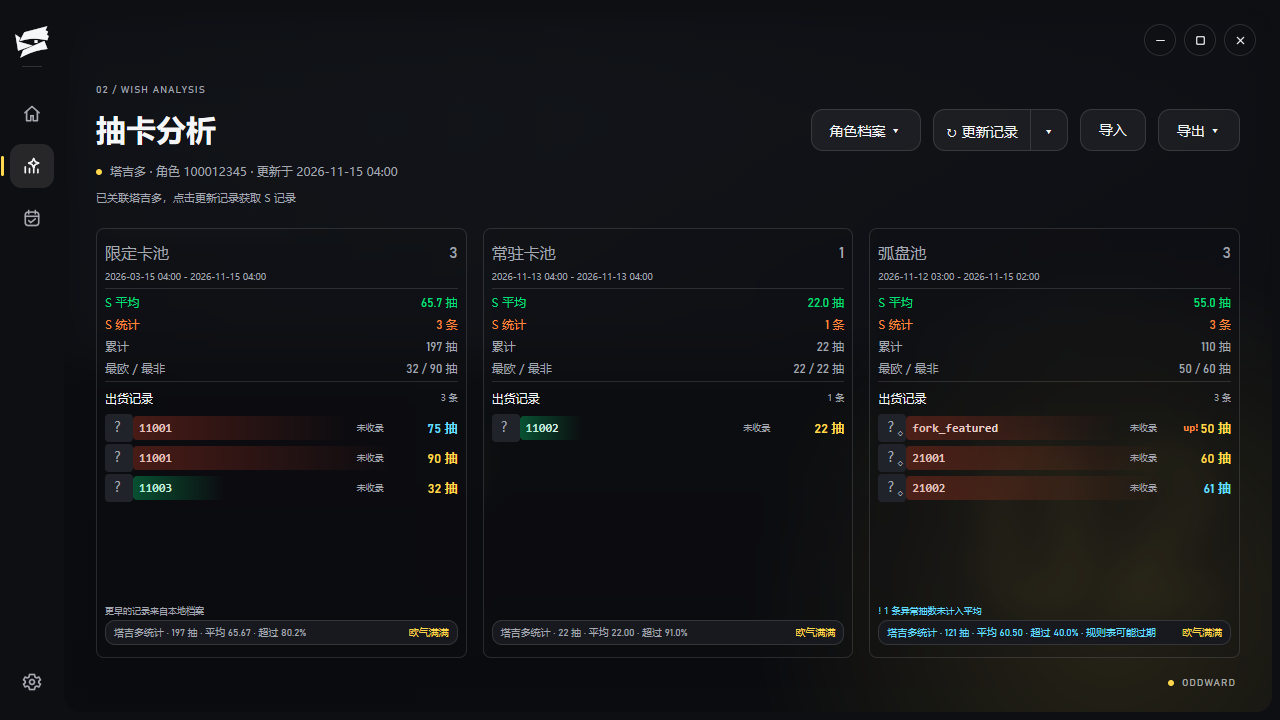 02 / WISH ANALYSIS
抽卡分析
角色档案 ▾
↻ 更新记录 ▾
导入
导出 ▾
塔吉多 · 角色 100012345 · 更新于 2026-11-15 04:00
已关联塔吉多，点击更新记录获取 S 记录
限定卡池 3
2026-03-15 04:00 - 2026-11-15 04:00
S 平均 65.7 抽
S 统计 3 条
累计 197 抽
最欧 / 最非 32 / 90 抽
出货记录 3 条
? 11001 未收录 75 抽
? 11001 未收录 90 抽
? 11003 未收录 32 抽
更早的记录来自本地档案
塔吉多统计 · 197 抽 · 平均 65.67 · 超过 80.2% 欧气满满
常驻卡池 1
2026-11-13 04:00 - 2026-11-13 04:00
S 平均 22.0 抽
S 统计 1 条
累计 22 抽
最欧 / 最非 22 / 22 抽
出货记录 1 条
? 11002 未收录 22 抽
塔吉多统计 · 22 抽 · 平均 22.00 · 超过 91.0% 欧气满满
弧盘池 3
2026-11-12 03:00 - 2026-11-15 02:00
S 平均 55.0 抽
S 统计 3 条
累计 110 抽
最欧 / 最非 50 / 60 抽
出货记录 3 条
? fork_featured 未收录 up! 50 抽
? 21001 未收录 60 抽
? 21002 未收录 61 抽
! 1 条异常抽数未计入平均
塔吉多统计 · 121 抽 · 平均 60.50 · 超过 40.0% · 规则表可能过期 欧气满满
ODDWARD